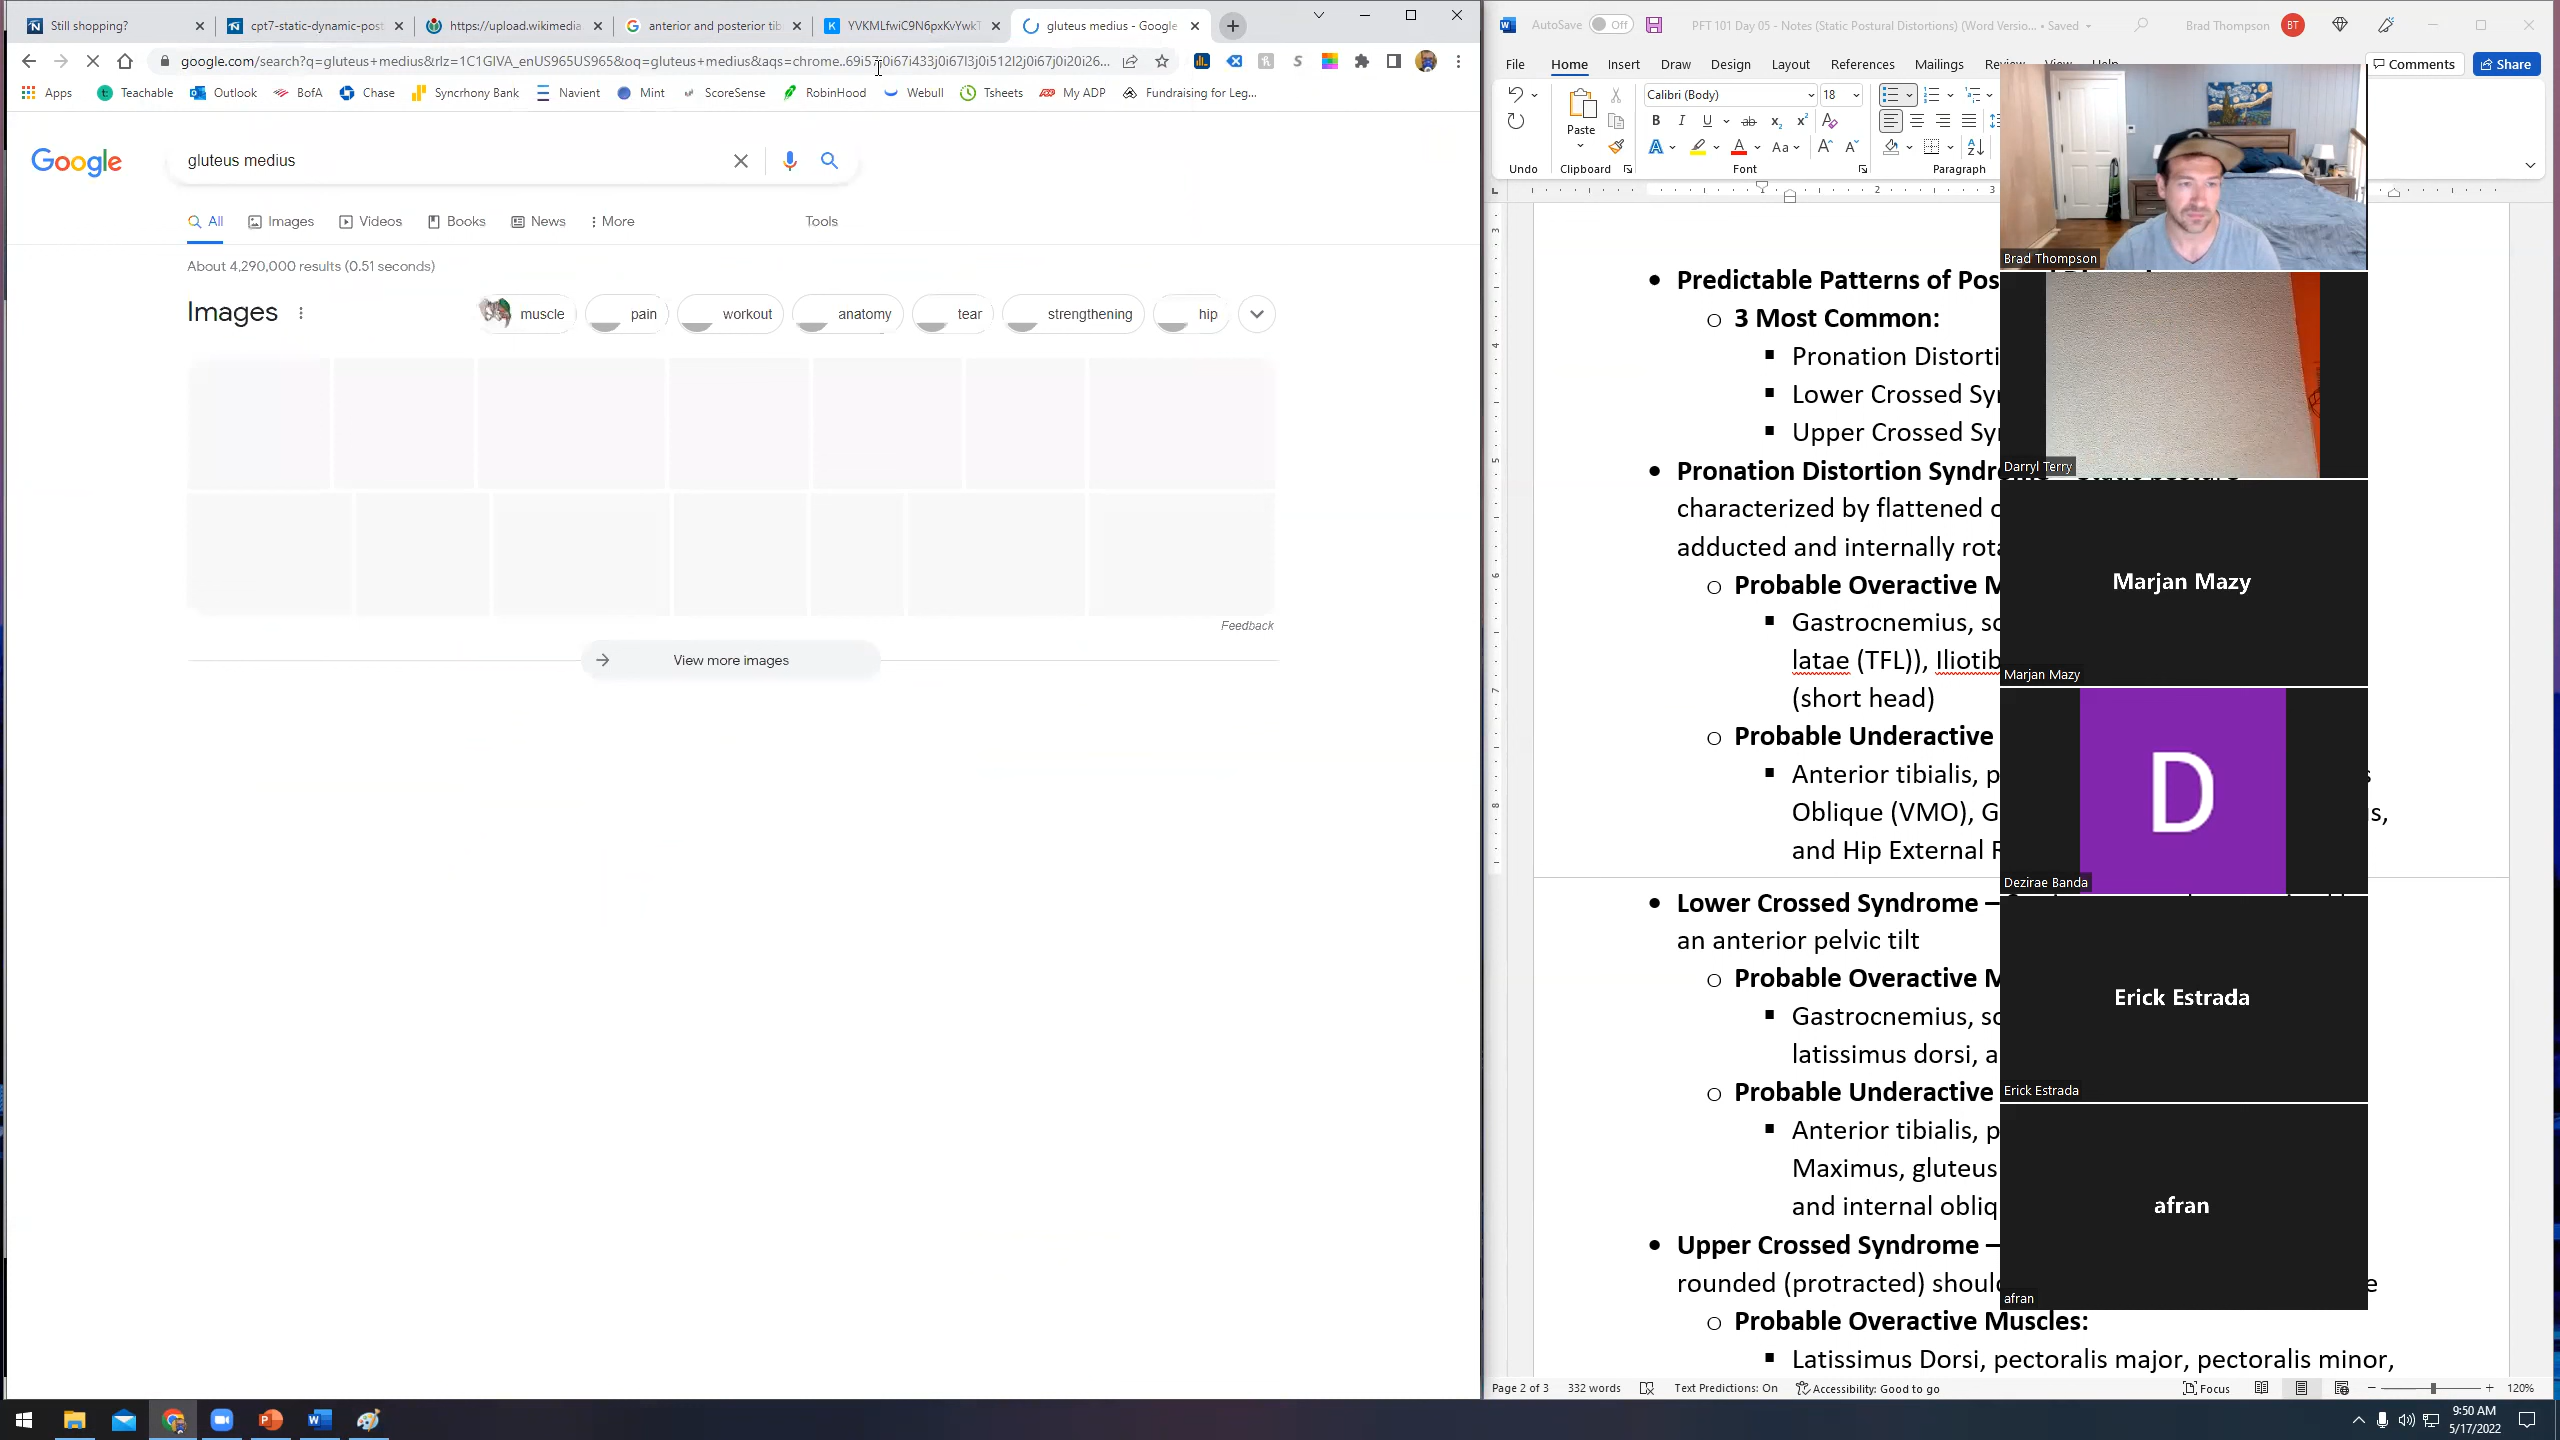 Still shopping?
cpt7-static-dynamic-post
https://upload.wikimedia
anterior and posterior tib
YVKMLfwiC9N6pxKvYwkT
gluteus medius - Google
google.com/search?q=gluteus+medius&rlz=1C1GIVA_enUS965US965&oq=gluteus+medius&aqs=chrome..69i57j0i67i433j0i67l3j0i512l2j0i67j0i20i26...
Apps
Teachable
Outlook
BofA
Chase
Syncrhony Bank
Navient
Mint
ScoreSense
RobinHood
Webull
Tsheets
My ADP
Fundraising for Leg...
Google
gluteus medius
All
Images
Videos
Books
News
More
Tools
About 4,290,000 results (0.51 seconds)
Images
muscle
pain
workout
anatomy
tear
strengthening
hip
Feedback
View more images
AutoSave
Off
PFT 101 Day 05 - Notes (Static Postural Distortions) (Word Versio... • Saved
Brad Thompson
BT
File
Home
Insert
Draw
Design
Layout
References
Mailings
Comments
Share
Calibri (Body)
18
Paste
Undo
Clipboard
Font
Paragraph
Predictable Patterns of Pos
3 Most Common:
Pronation Distorti
Lower Crossed Sy
Upper Crossed Sy
Pronation Distortion Syndro
characterized by flattened
adducted and internally rota
Probable Overactive M
Gastrocnemius, so
latae (TFL)), Iliotib
(short head)
Probable Underactive
Anterior tibialis, p
Oblique (VMO), G
and Hip External R
Lower Crossed Syndrome –
an anterior pelvic tilt
Probable Overactive M
Gastrocnemius, so
latissimus dorsi, a
Probable Underactive
Anterior tibialis, p
Maximus, gluteus
and internal obliq
Upper Crossed Syndrome –
rounded (protracted) should
Probable Overactive Muscles:
Latissimus Dorsi, pectoralis major, pectoralis minor,
Brad Thompson
Darryl Terry
Marjan Mazy
Marjan Mazy
D
Dezirae Banda
Erick Estrada
Erick Estrada
afran
afran
Page 2 of 3
332 words
Text Predictions: On
Accessibility: Good to go
Focus
120%
9:50 AM
5/17/2022